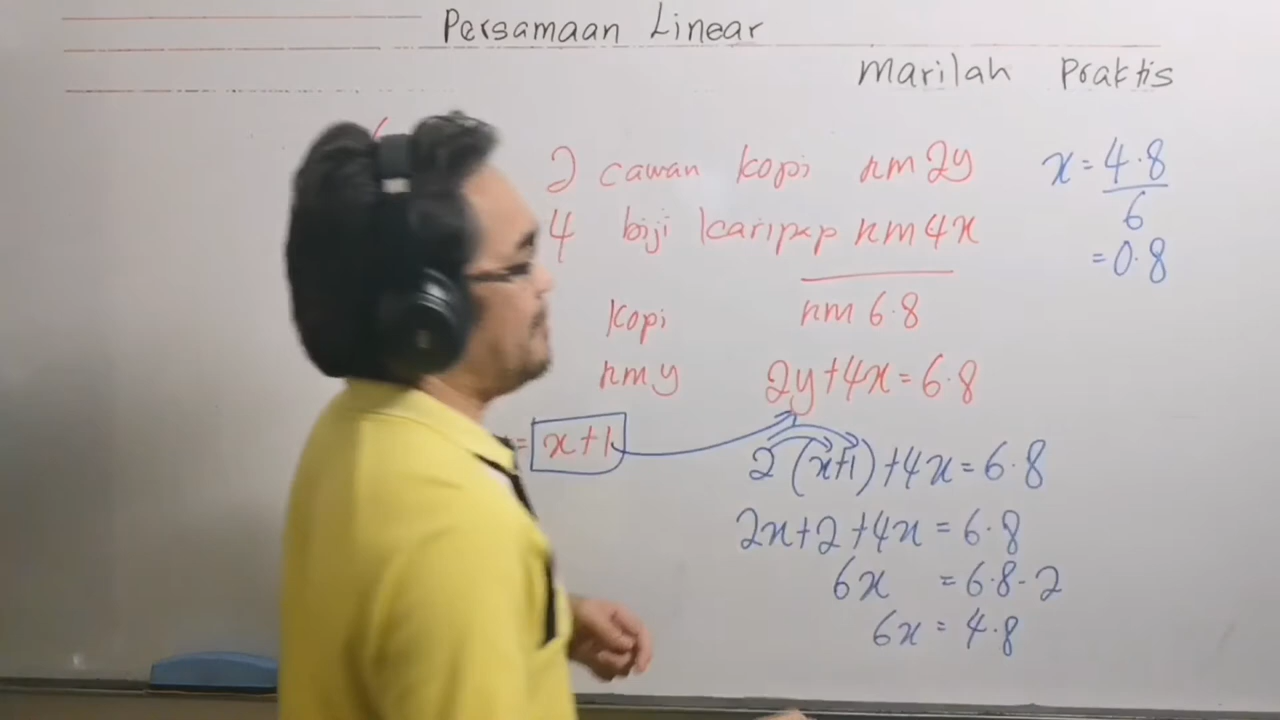 Persamaan Linear
Marilah Praktis
2 cawan kopi RM2y
4 biji karipap RM4x
RM 6.8
kopi
RMy
2y+4x=6.8
= x+1
2(x+1)+4x=6.8
2x+2+4x=6.8
6x =6.8-2
6x=4.8
x=4.8
6
=0.8